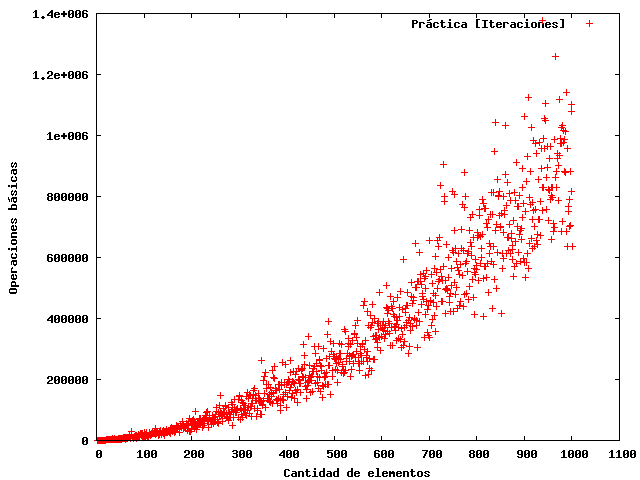 1.4e+006
Práctica [Iteraciones]
1.2e+006
1e+006
800000
600000
400000
200000
0
0 100 200 300 400 500 600 700 800 900 1000 1100
Operaciones básicas
Cantidad de elementos